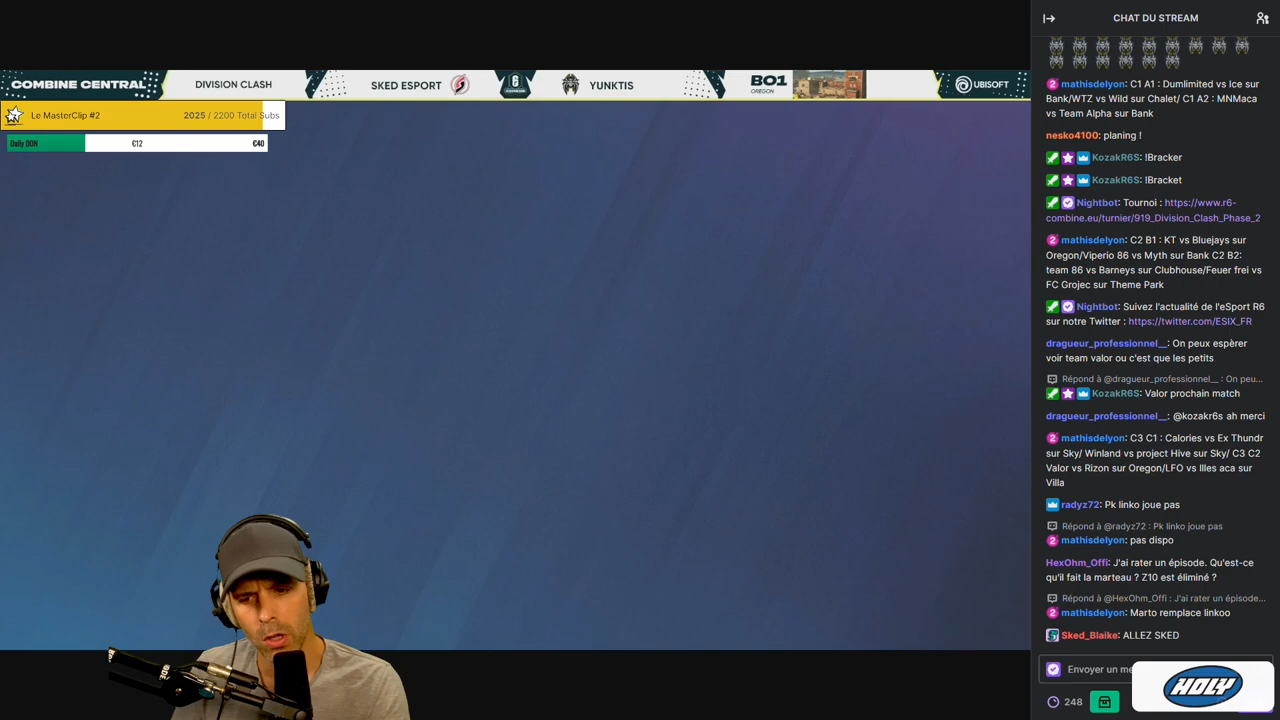 COMBINE CENTRAL
DIVISION CLASH
SKED ESPORT
YUNKTIS
BO1
OREGON
UBISOFT
Le MasterClip #2
2025 / 2200 Total Subs
Daily DON
€12
€40
CHAT DU STREAM
2 mathisdelyon: C1 A1 : Dumlimited vs Ice sur
Bank/WTZ vs Wild sur Chalet/ C1 A2 : MNMaca
vs Team Alpha sur Bank
nesko4100: planing !
KozakR6S: !Bracker
KozakR6S: !Bracket
Nightbot: Tournoi : https://www.r6-
combine.eu/turnier/919_Division_Clash_Phase_2
2 mathisdelyon: C2 B1 : KT vs Bluejays sur
Oregon/Viperio 86 vs Myth sur Bank C2 B2:
team 86 vs Barneys sur Clubhouse/Feuer frei vs
FC Grojec sur Theme Park
Nightbot: Suivez l'actualité de l'eSport R6
sur notre Twitter : https://twitter.com/ESIX_FR
dragueur_professionnel__: On peux espèrer
voir team valor ou c'est que les petits
Répond à @dragueur_professionnel__ : On peu...
KozakR6S: Valor prochain match
dragueur_professionnel__: @kozakr6s ah merci
2 mathisdelyon: C3 C1 : Calories vs Ex Thundr
sur Sky/ Winland vs project Hive sur Sky/ C3 C2
Valor vs Rizon sur Oregon/LFO vs Illes aca sur
Villa
radyz72: Pk linko joue pas
Répond à @radyz72 : Pk linko joue pas
2 mathisdelyon: pas dispo
HexOhm_Offi: J'ai rater un épisode. Qu'est-ce
qu'il fait la marteau ? Z10 est éliminé ?
Répond à @HexOhm_Offi : J'ai rater un épisode...
2 mathisdelyon: Marto remplace linkoo
Sked_Blaike: ALLEZ SKED
Envoyer un me
HOLY
248